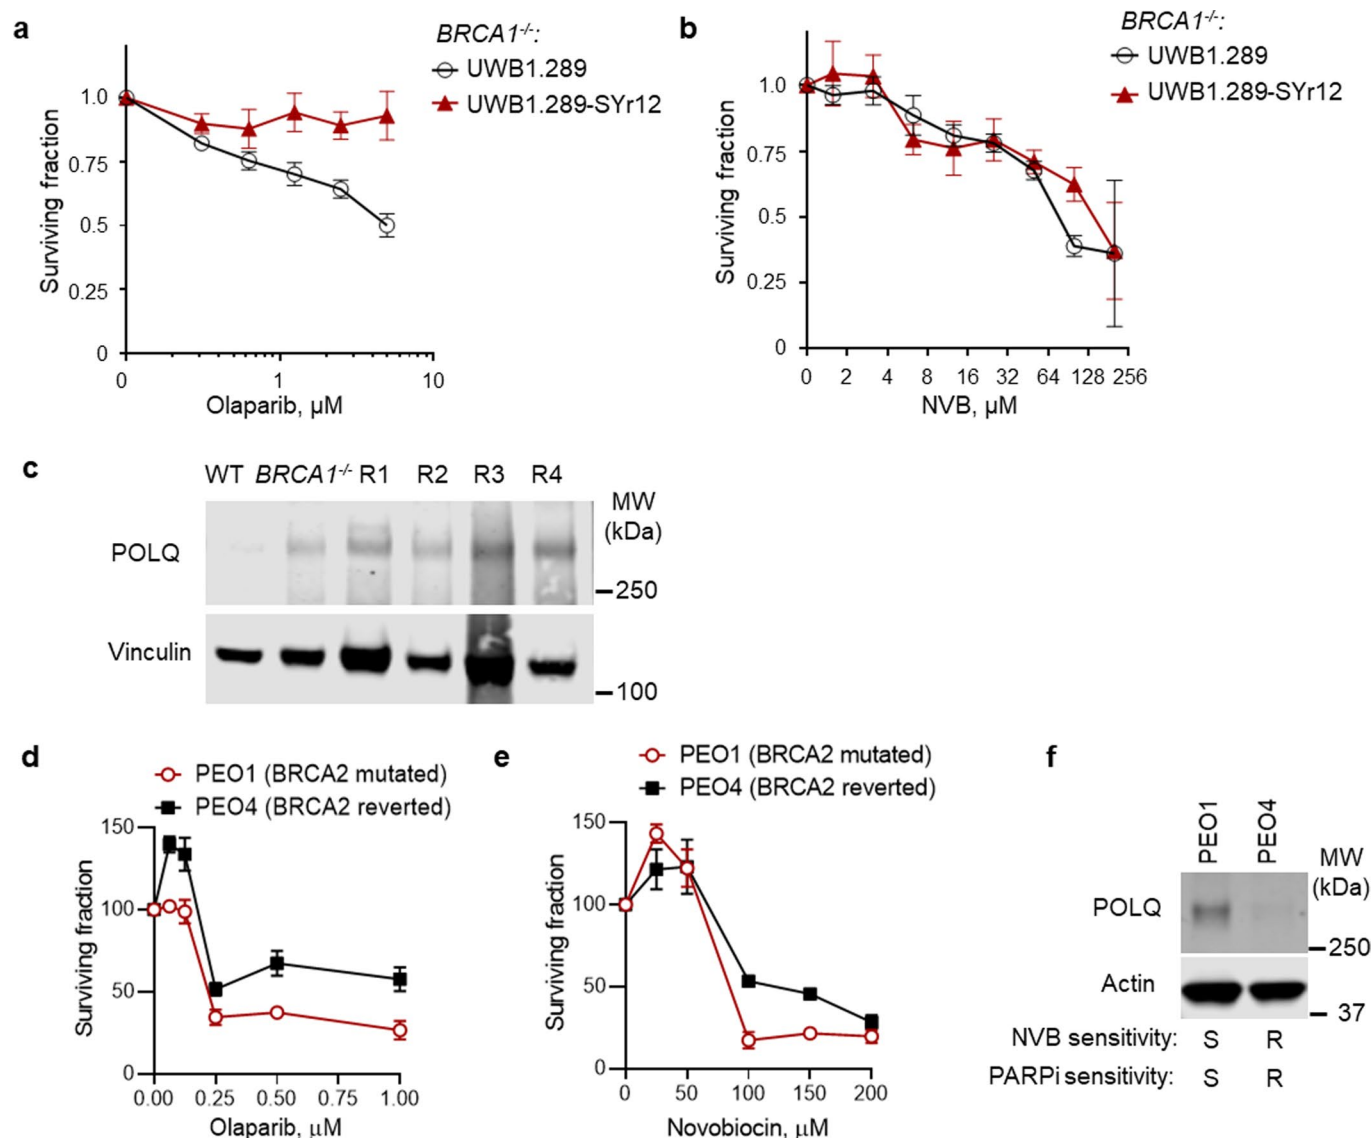 a
BRCA1-/-:
UWB1.289
UWB1.289-SYr12
1.0
0.75
0.5
0.25
0
Surviving fraction
0 1 10
Olaparib, µM
b
BRCA1-/-:
UWB1.289
UWB1.289-SYr12
1.0
0.75
0.5
0.25
0
Surviving fraction
0 2 4 8 16 32 64 128 256
NVB, µM
c
WT BRCA1-/- R1 R2 R3 R4
MW
(kDa)
POLQ
250
Vinculin
100
d
PEO1 (BRCA2 mutated)
PEO4 (BRCA2 reverted)
150
100
50
0
Surviving fraction
0.00 0.25 0.50 0.75 1.00
Olaparib, µM
e
PEO1 (BRCA2 mutated)
PEO4 (BRCA2 reverted)
150
100
50
0
Surviving fraction
0 50 100 150 200
Novobiocin, µM
f
PEO1 PEO4
MW
(kDa)
POLQ
250
Actin
37
NVB sensitivity: S R
PARPi sensitivity: S R